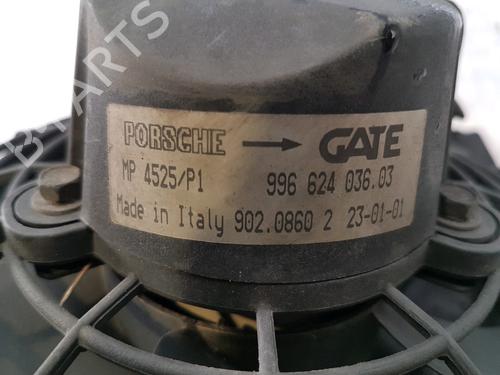 B PARTS
PORSCHE → GATE
MP 4525/P1 996 624 036.03
Made in Italy 902.0860 2 23-01-01